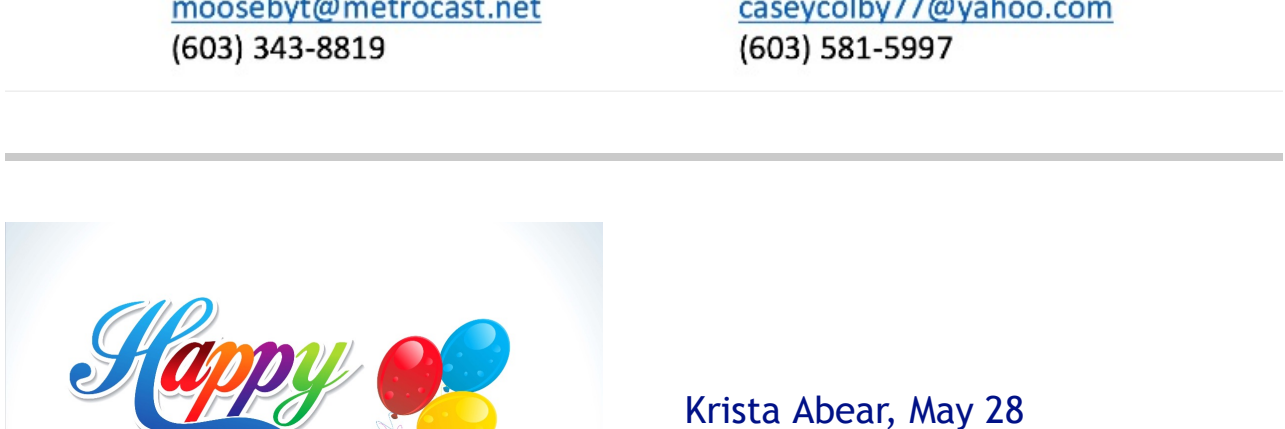 moosebyt@metrocast.net
(603) 343-8819
caseycolby77@yahoo.com
(603) 581-5997
Happy
Krista Abear, May 28